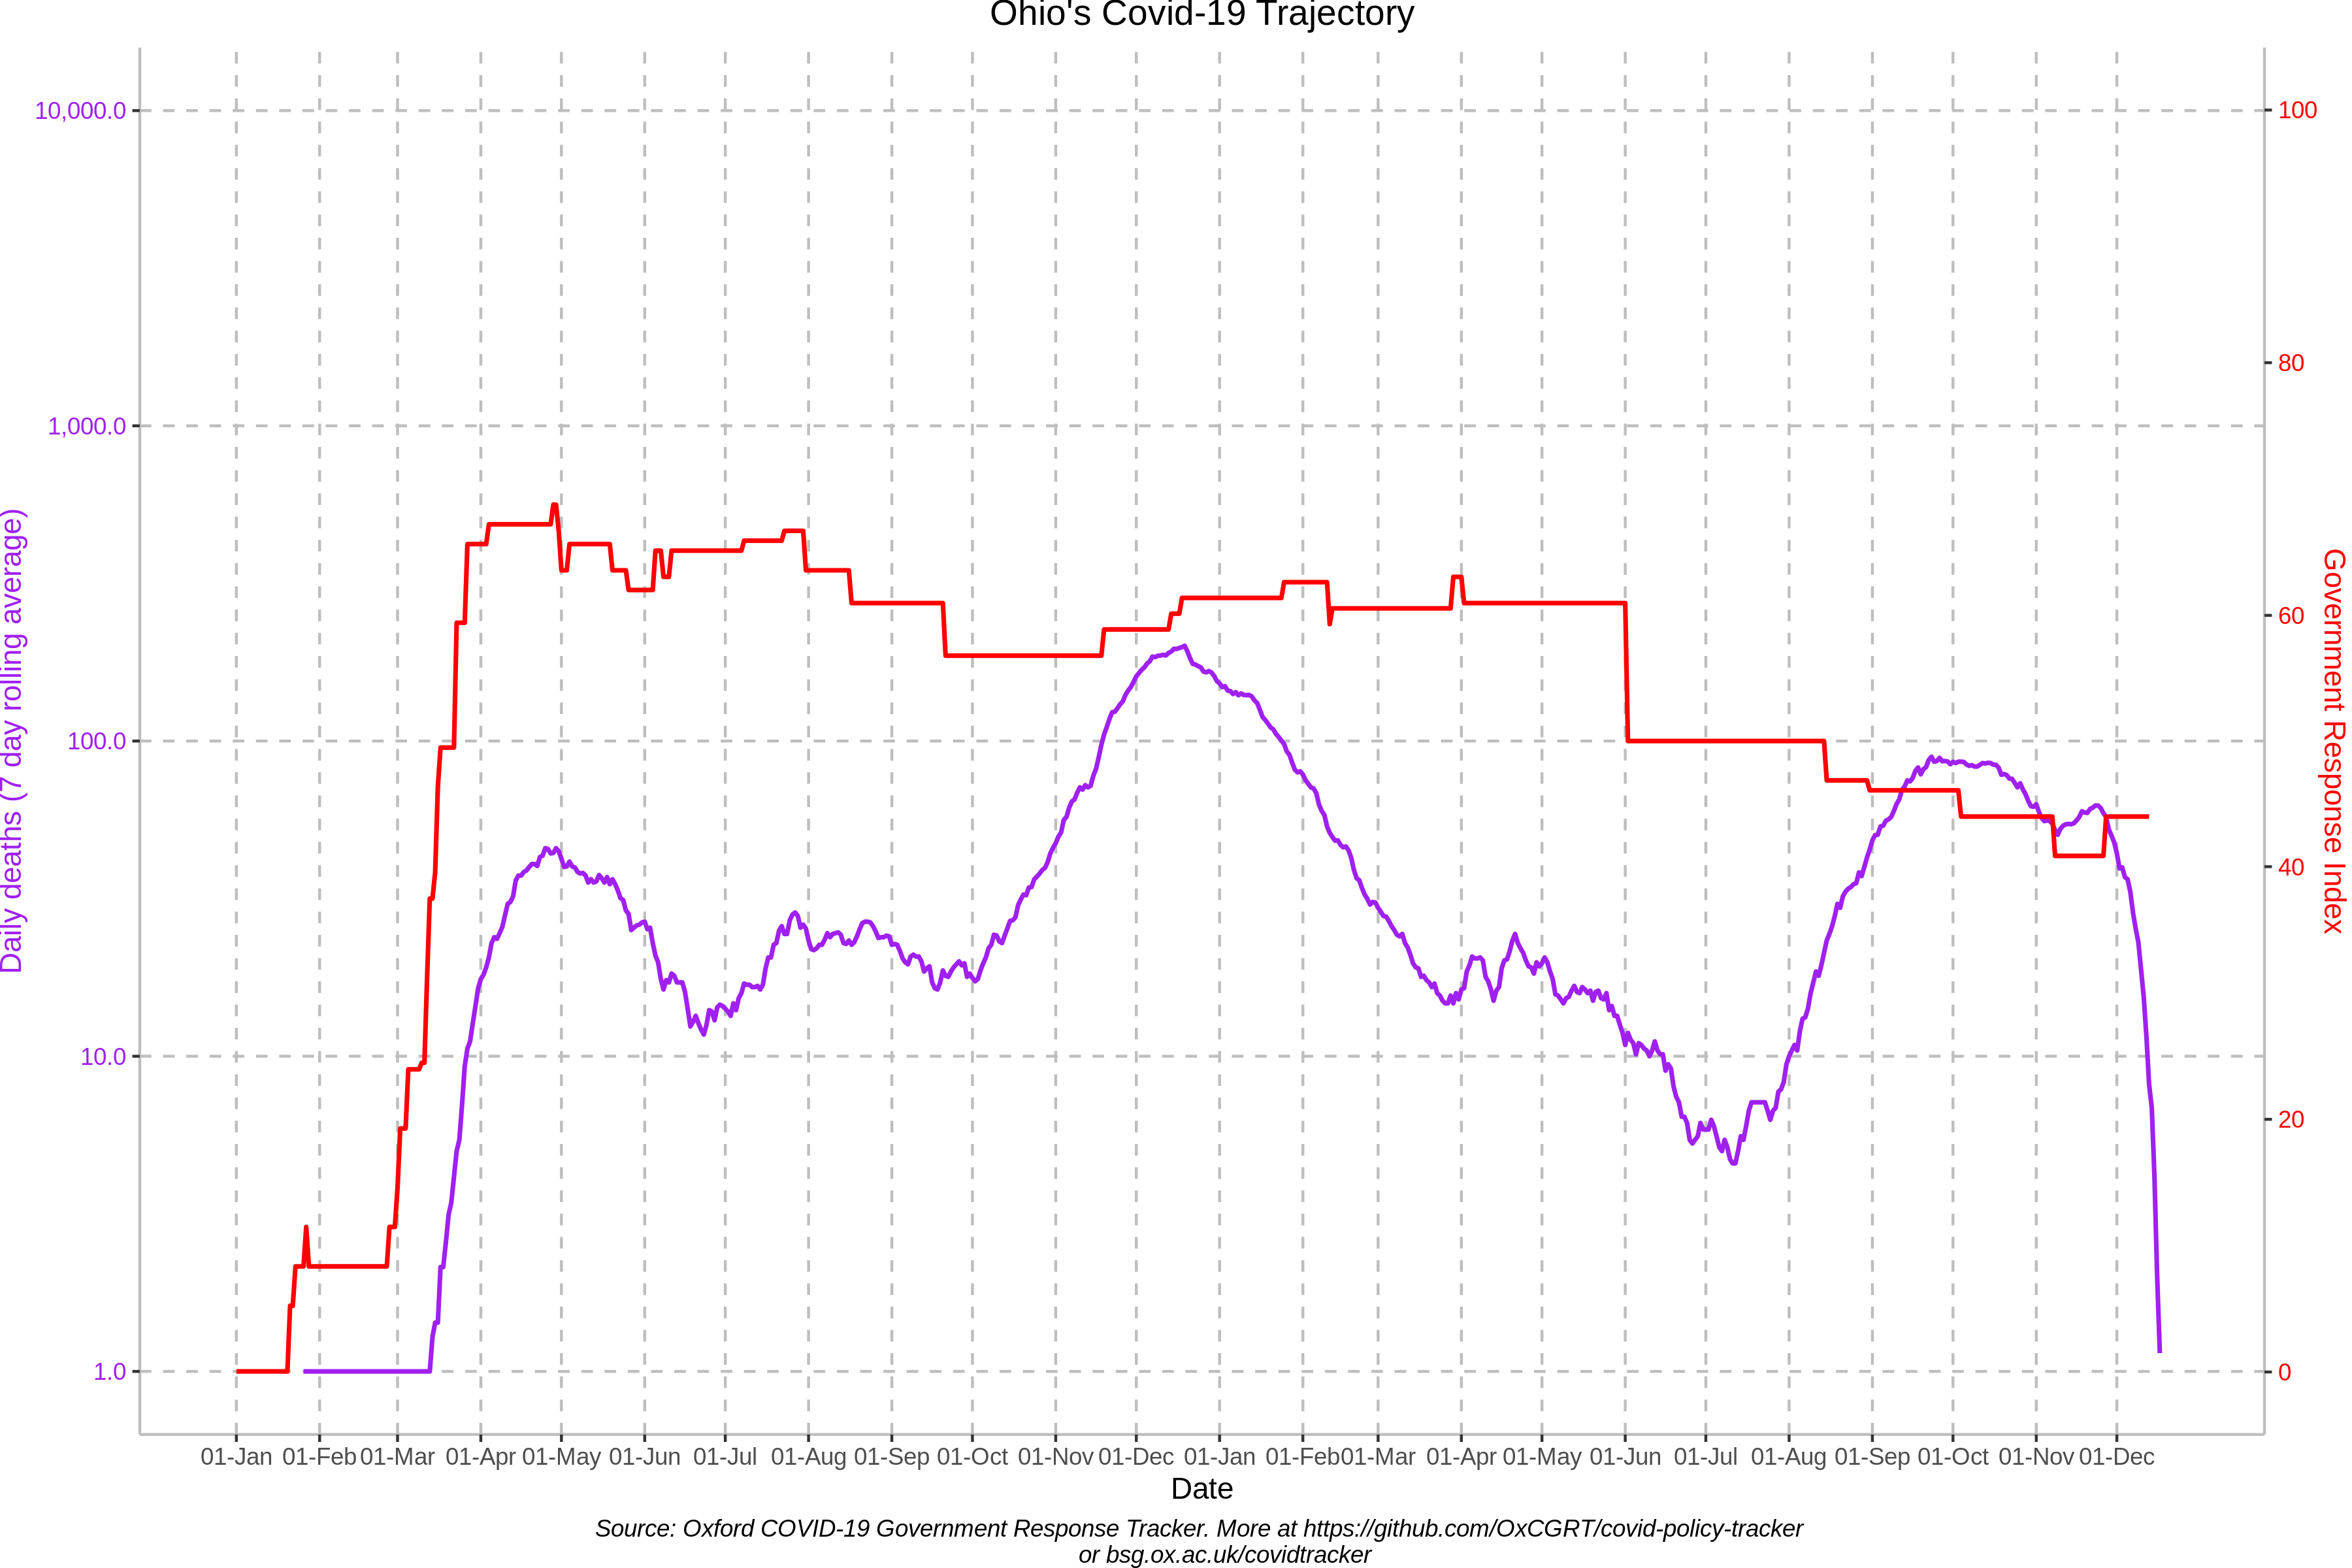 Ohio's Covid-19 Trajectory
10,000.0
1,000.0
100.0
10.0
1.0
Daily deaths (7 day rolling average)
100
80
60
40
20
0
Government Response Index
01-Jan 01-Feb 01-Mar 01-Apr 01-May 01-Jun 01-Jul 01-Aug 01-Sep 01-Oct 01-Nov 01-Dec 01-Jan 01-Feb 01-Mar 01-Apr 01-May 01-Jun 01-Jul 01-Aug 01-Sep 01-Oct 01-Nov 01-Dec
Date
Source: Oxford COVID-19 Government Response Tracker. More at https://github.com/OxCGRT/covid-policy-tracker
or bsg.ox.ac.uk/covidtracker